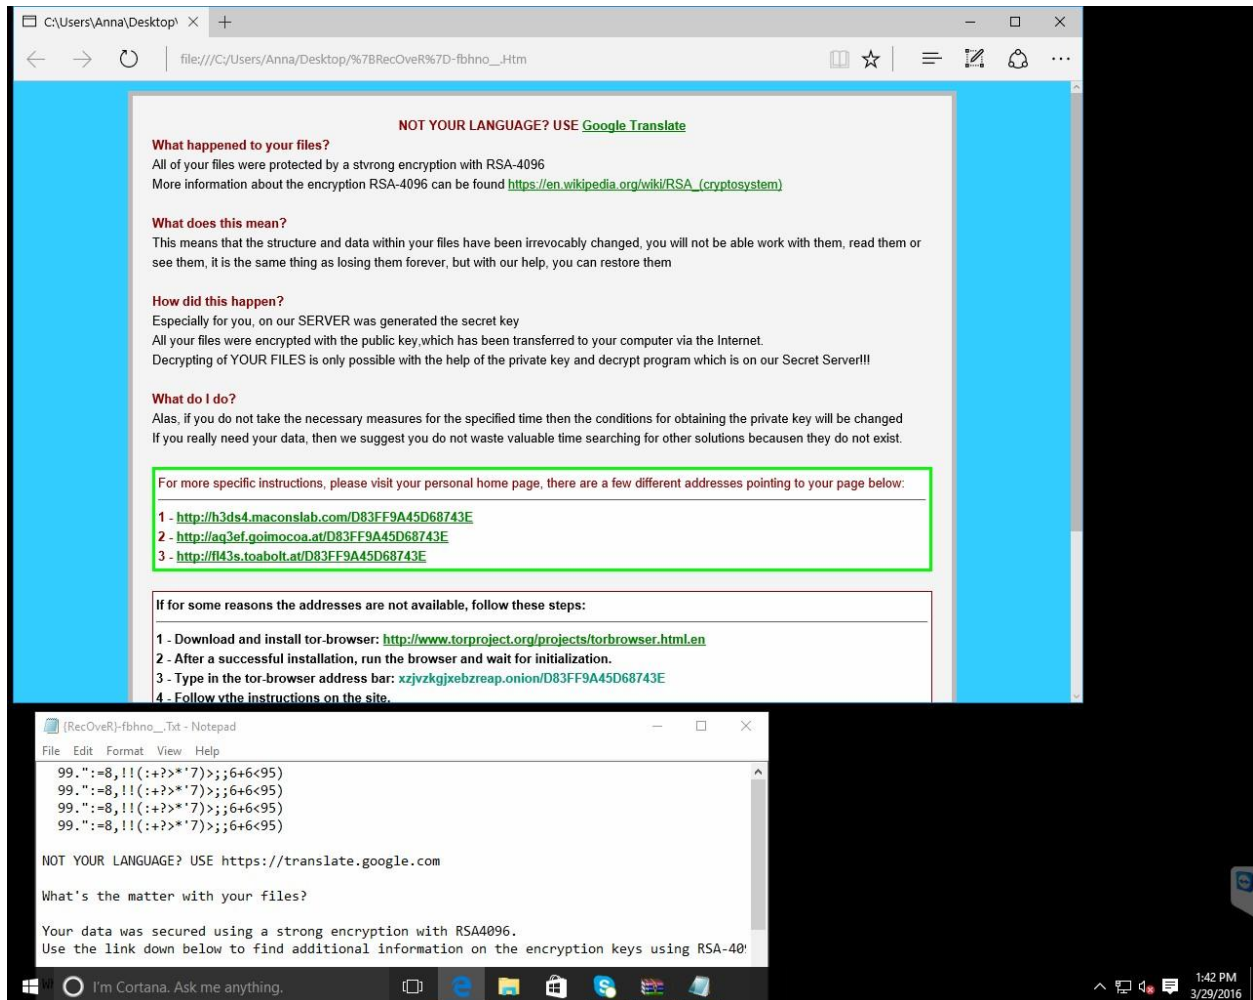 C:\Users\Anna\Desktop\
file:///C:/Users/Anna/Desktop/%7BRecOveR%7D-fbhno__.Htm
NOT YOUR LANGUAGE? USE Google Translate
What happened to your files?
All of your files were protected by a stvrong encryption with RSA-4096
More information about the encryption RSA-4096 can be found https://en.wikipedia.org/wiki/RSA_(cryptosystem)
What does this mean?
This means that the structure and data within your files have been irrevocably changed, you will not be able work with them, read them or
see them, it is the same thing as losing them forever, but with our help, you can restore them
How did this happen?
Especially for you, on our SERVER was generated the secret key
All your files were encrypted with the public key,which has been transferred to your computer via the Internet.
Decrypting of YOUR FILES is only possible with the help of the private key and decrypt program which is on our Secret Server!!!
What do I do?
Alas, if you do not take the necessary measures for the specified time then the conditions for obtaining the private key will be changed
If you really need your data, then we suggest you do not waste valuable time searching for other solutions becausen they do not exist.
For more specific instructions, please visit your personal home page, there are a few different addresses pointing to your page below:
1 - http://h3ds4.maconslab.com/D83FF9A45D68743E
2 - http://aq3ef.goimocoa.at/D83FF9A45D68743E
3 - http://fl43s.toabolt.at/D83FF9A45D68743E
If for some reasons the addresses are not available, follow these steps:
1 - Download and install tor-browser: http://www.torproject.org/projects/torbrowser.html.en
2 - After a successful installation, run the browser and wait for initialization.
3 - Type in the tor-browser address bar: xzjvzkgjxebzreap.onion/D83FF9A45D68743E
4 - Follow vthe instructions on the site.
{RecOveR}-fbhno__.Txt - Notepad
File Edit Format View Help
99.":=8,!!(:+?>*'7)>;;6+6<95)
99.":=8,!!(:+?>*'7)>;;6+6<95)
99.":=8,!!(:+?>*'7)>;;6+6<95)
99.":=8,!!(:+?>*'7)>;;6+6<95)
NOT YOUR LANGUAGE? USE https://translate.google.com
What's the matter with your files?
Your data was secured using a strong encryption with RSA4096.
Use the link down below to find additional information on the encryption keys using
I'm Cortana. Ask me anything.
1:42 PM
3/29/2016